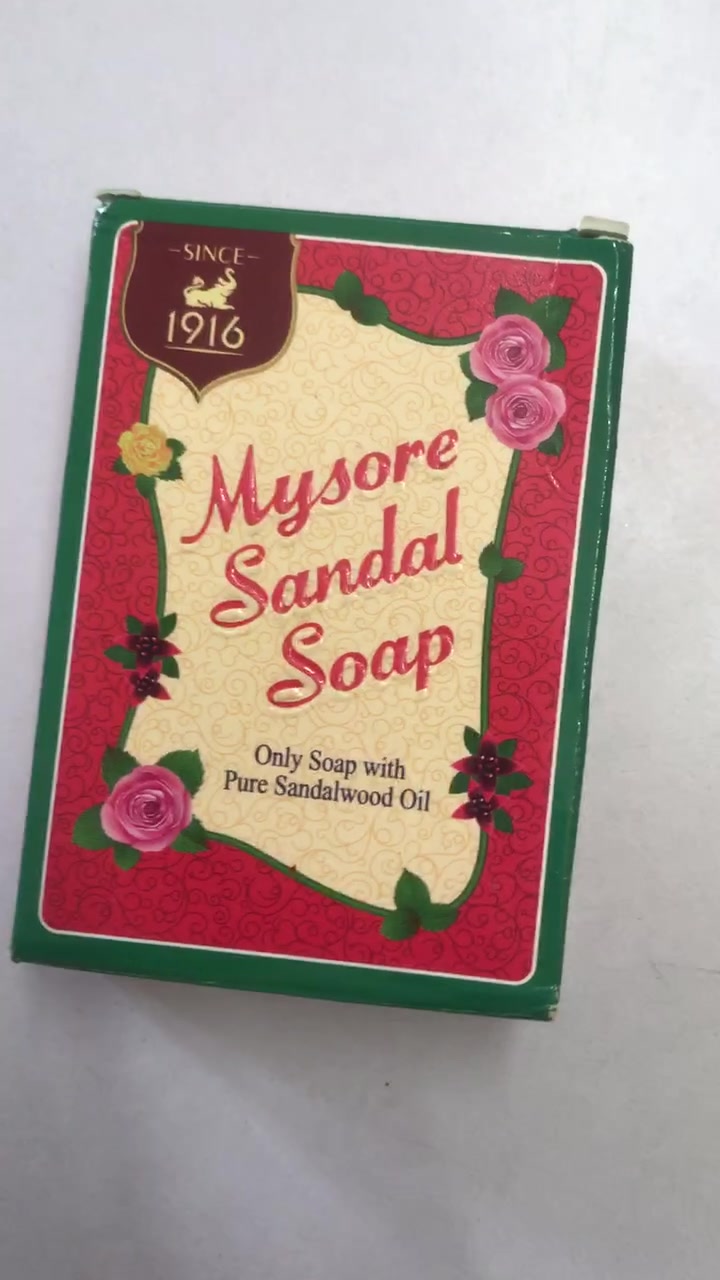 -SINCE-
1916
Mysore
Sandal
Soap
Only Soap with
Pure Sandalwood Oil